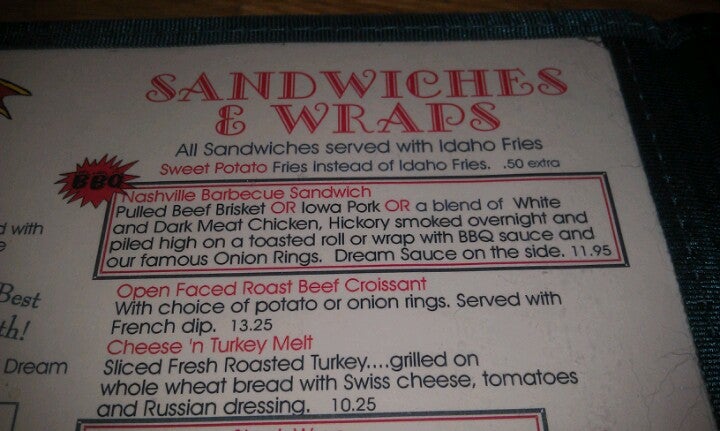 SANDWICHES
& WRAPS
All Sandwiches served with Idaho Fries
Sweet Potato Fries instead of Idaho Fries. .50 extra
BBQ
Nashville Barbecue Sandwich
Pulled Beef Brisket OR Iowa Pork OR a blend of White
and Dark Meat Chicken, Hickory smoked overnight and
piled high on a toasted roll or wrap with BBQ sauce and
our famous Onion Rings. Dream Sauce on the side. 11.95
Open Faced Roast Beef Croissant
With choice of potato or onion rings. Served with
French dip. 13.25
Cheese 'n Turkey Melt
Sliced Fresh Roasted Turkey....grilled on
whole wheat bread with Swiss cheese, tomatoes
and Russian dressing. 10.25
with
Best
th!
Dream